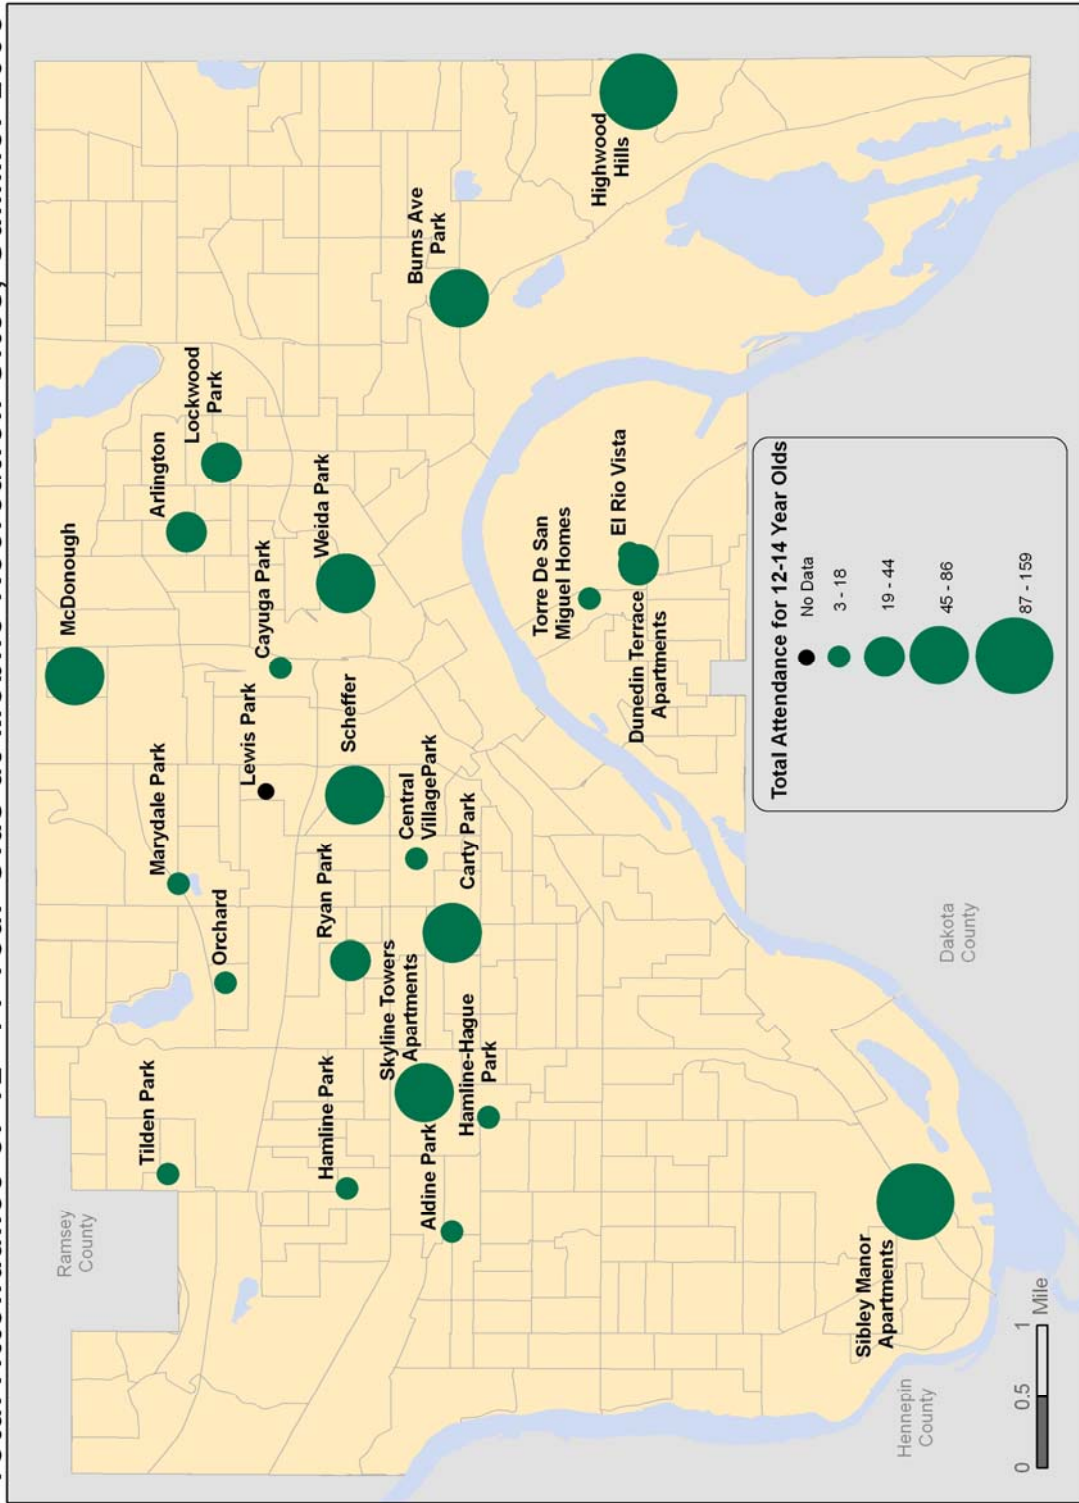 Ramsey
County
Tilden Park
Orchard
Marydale Park
McDonough
Arlington
Lockwood
Park
Lewis Park
Cayuga Park
Hamline Park
Ryan Park
Scheffer
Weida Park
Skyline Towers
Apartments
Central
VillagePark
Burns Ave
Park
Aldine Park
Hamline-Hague
Park
Carty Park
Highwood
Hills
Torre De San
Miguel Homes
El Rio Vista
Dunedin Terrace
Apartments
Sibley Manor
Apartments
Hennepin
County
Dakota
County
Total Attendance for 12-14 Year Olds
No Data
3 - 18
19 - 44
45 - 86
87 - 159
0 0.5 1
Mile